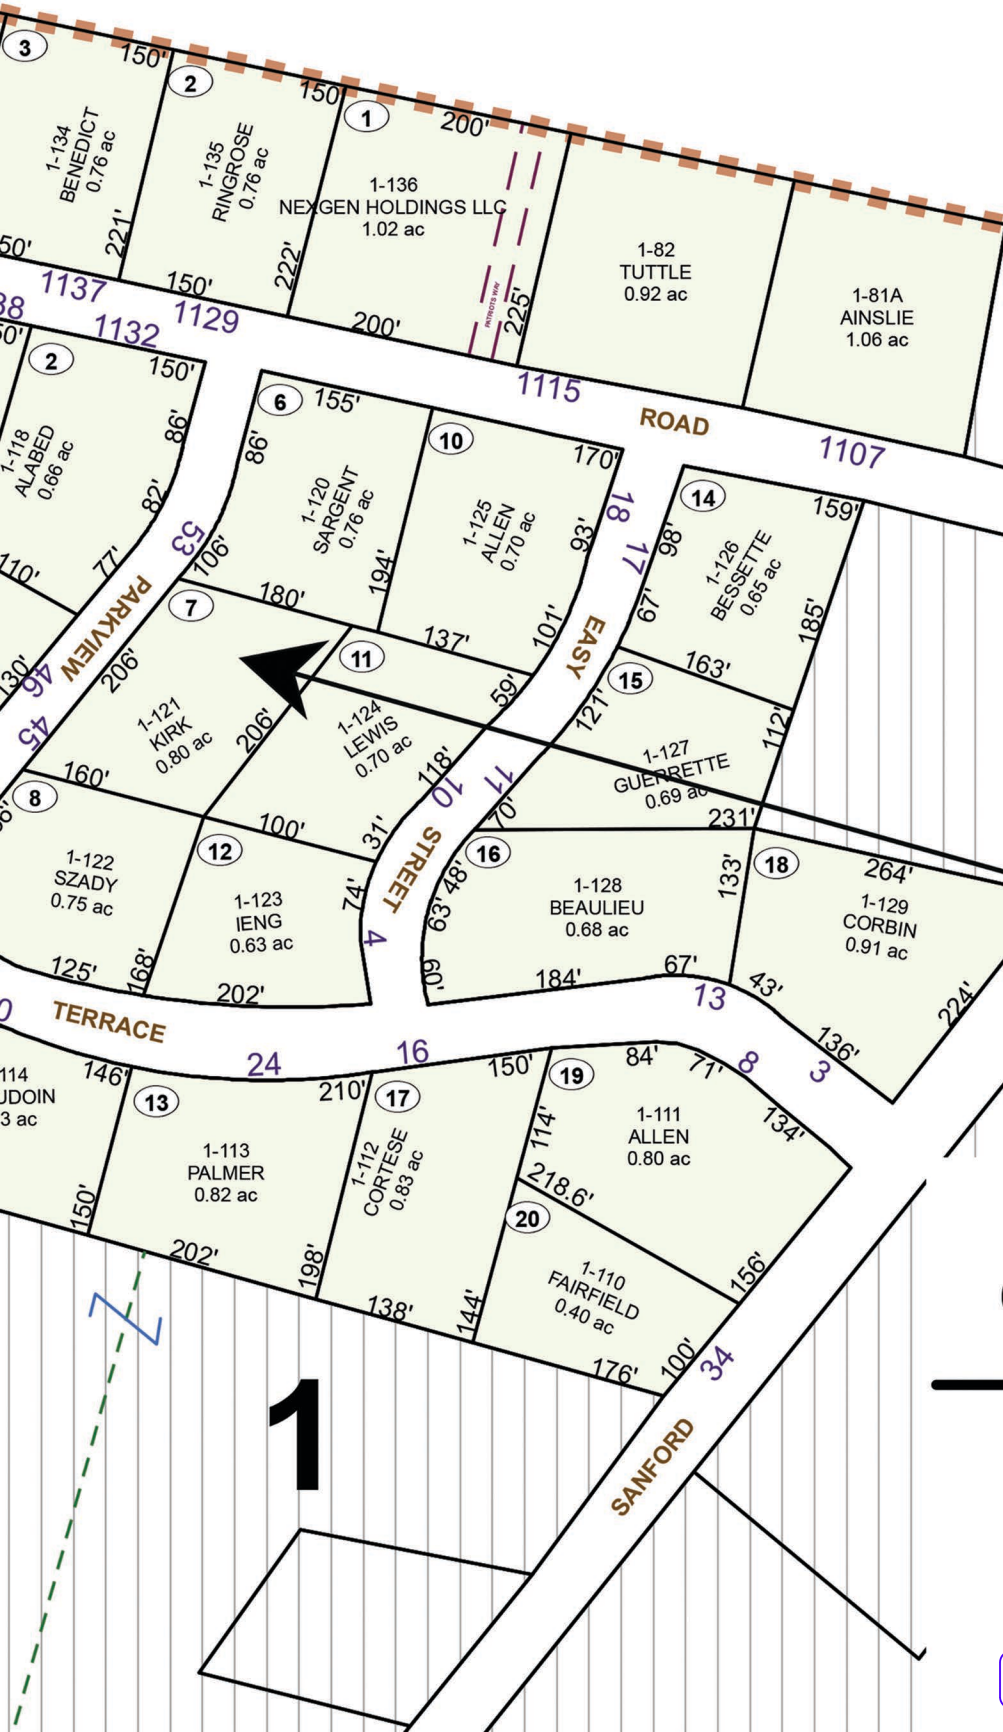 3
150'
2
150'
1
200'
1-134
BENEDICT
0.76 ac
1-135
RINGROSE
0.76 ac
1-136
NEXGEN HOLDINGS LLC
1.02 ac
221'
222'
225'
PATRIOTS WAY
1-82
TUTTLE
0.92 ac
1-81A
AINSLIE
1.06 ac
150'
200'
1137
1129
1132
1115
ROAD
1107
2
150'
1-118
ALABED
0.66 ac
86'
82'
77'
110'
130'
6
155'
86'
106'
1-120
SARGENT
0.76 ac
194'
180'
10
170'
1-125
ALLEN
0.70 ac
93'
101'
137'
59'
18
17
EASY
14
159'
98'
67'
1-126
BESSETTE
0.65 ac
185'
163'
53
PARKVIEW
46
45
7
206'
1-121
KIRK
0.80 ac
206'
160'
11
1-124
LEWIS
0.70 ac
118'
31'
100'
10
11
STREET
4
15
121'
112'
1-127
GUERRETTE
0.69 ac
70'
231'
8
1-122
SZADY
0.75 ac
125'
168'
12
1-123
IENG
0.63 ac
74'
202'
16
48'
63'
60'
1-128
BEAULIEU
0.68 ac
133'
184'
67'
18
264'
1-129
CORBIN
0.91 ac
43'
136'
224'
TERRACE
24
16
13
8
3
146'
150'
13
210'
1-113
PALMER
0.82 ac
202'
198'
17
150'
1-112
CORTESE
0.83 ac
138'
144'
19
84'
71'
134'
114'
1-111
ALLEN
0.80 ac
218.6'
156'
20
1-110
FAIRFIELD
0.40 ac
176'
100'
34
SANFORD
1